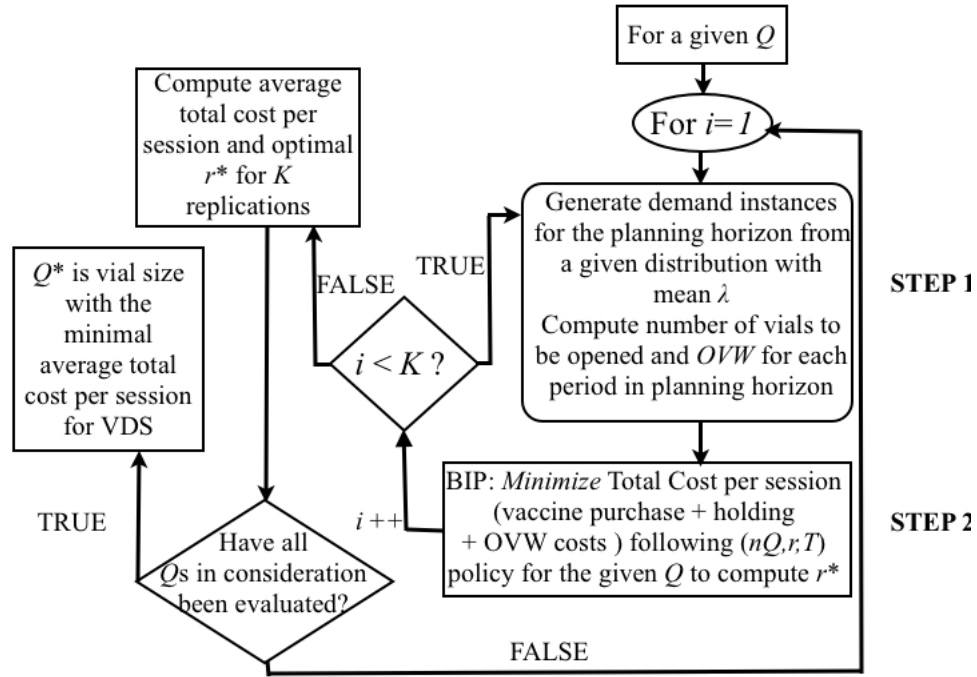 For a given Q
For i=1
Generate demand instances
for the planning horizon from
a given distribution with
mean λ
Compute number of vials to
be opened and OVW for each
period in planning horizon
STEP 1
BIP: Minimize Total Cost per session
(vaccine purchase + holding
+ OVW costs ) following (nQ,r,T)
policy for the given Q to compute r*
STEP 2
i ++
i < K ?
TRUE
FALSE
Compute average
total cost per
session and optimal
r* for K
replications
Have all
Qs in consideration
been evaluated?
TRUE
FALSE
Q* is vial size
with the
minimal
average total
cost per session
for VDS